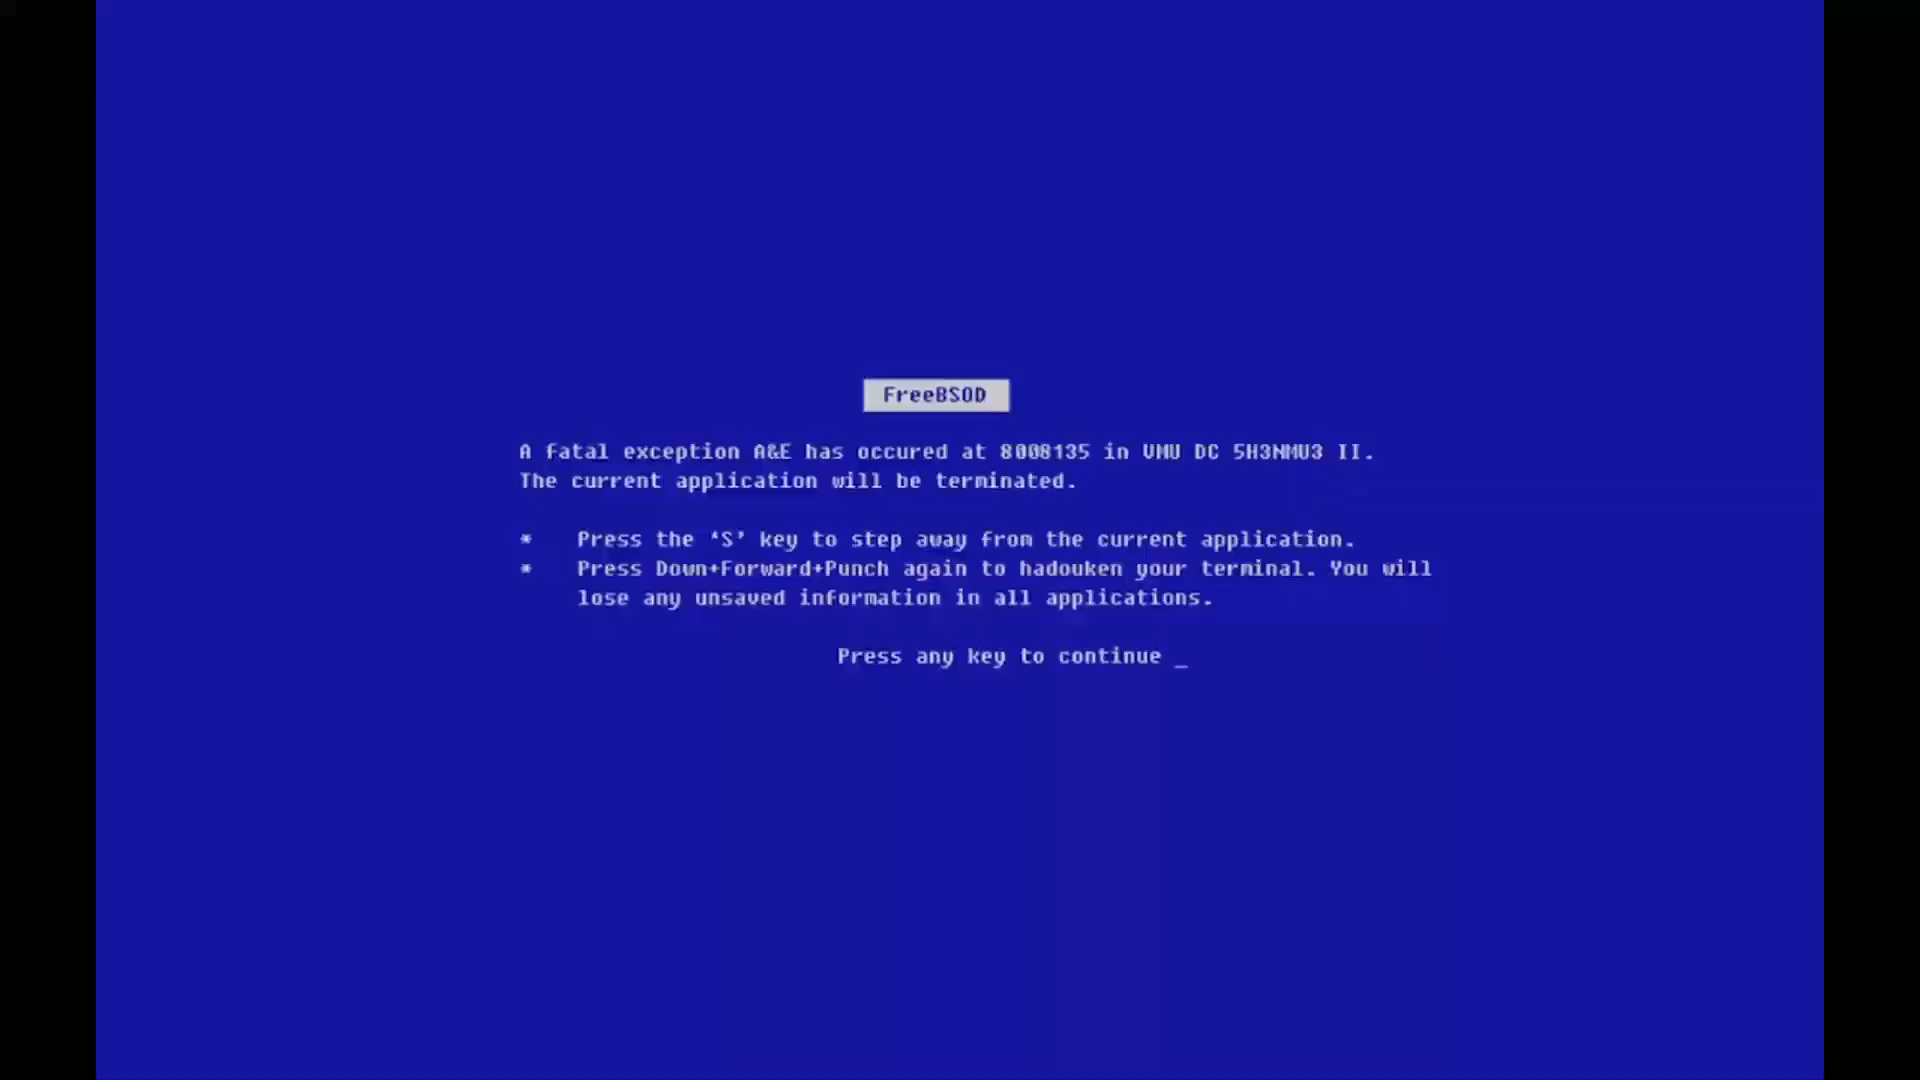 FreeBSOD
A fatal exception A&E has occured at 8008135 in VMU DC 5H3NMU3 II.
The current application will be terminated.
* Press the ‘S’ key to step away from the current application.
* Press Down+Forward+Punch again to hadouken your terminal. You will
lose any unsaved information in all applications.
Press any key to continue _